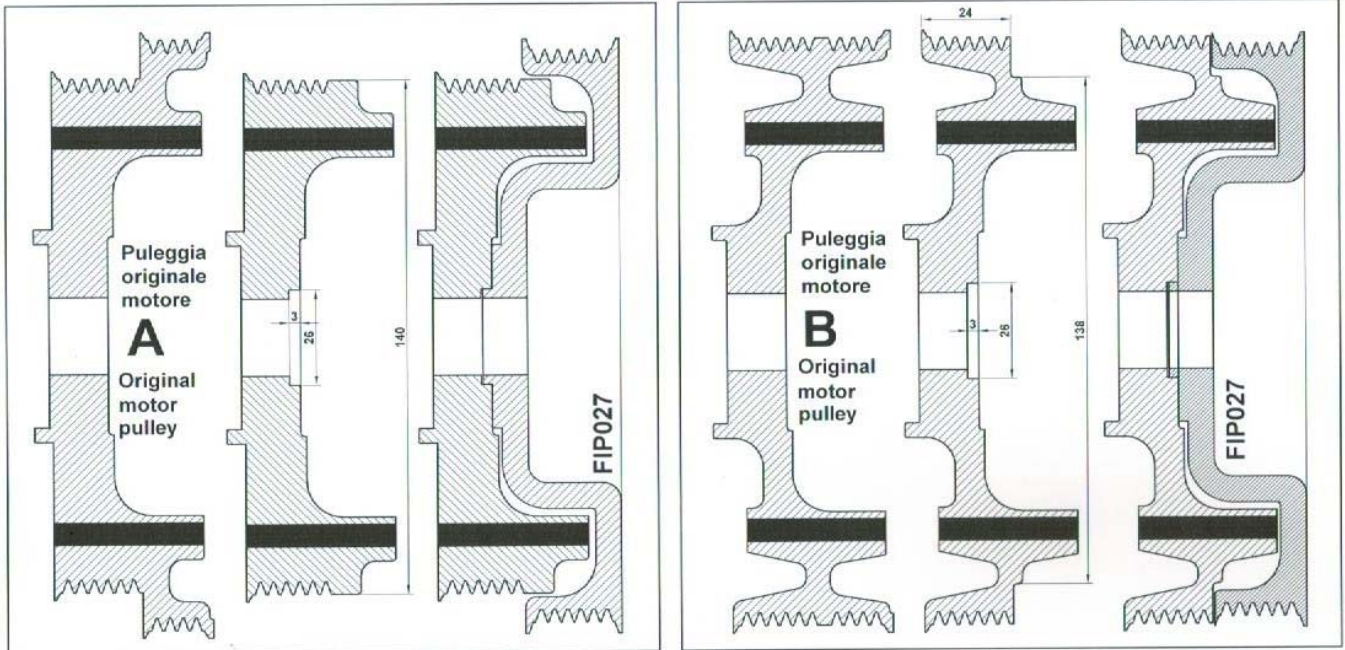 Puleggia
originale
motore
A
Original
motor
pulley
3
26
140
FIP027
24
Puleggia
originale
motore
B
Original
motor
pulley
3
26
138
FIP027